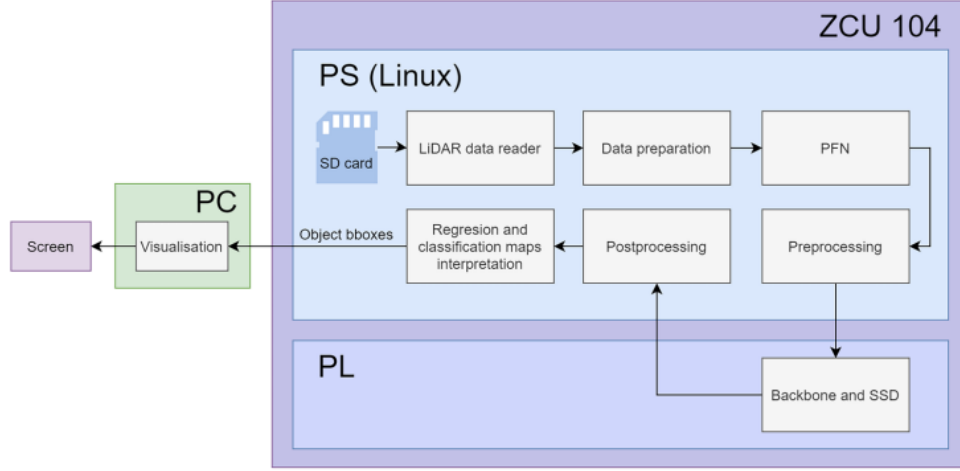 ZCU 104
PS (Linux)
SD card
LiDAR data reader
Data preparation
PFN
PC
Screen
Visualisation
Object bboxes
Regresion and
classification maps
interpretation
Postprocessing
Preprocessing
PL
Backbone and SSD